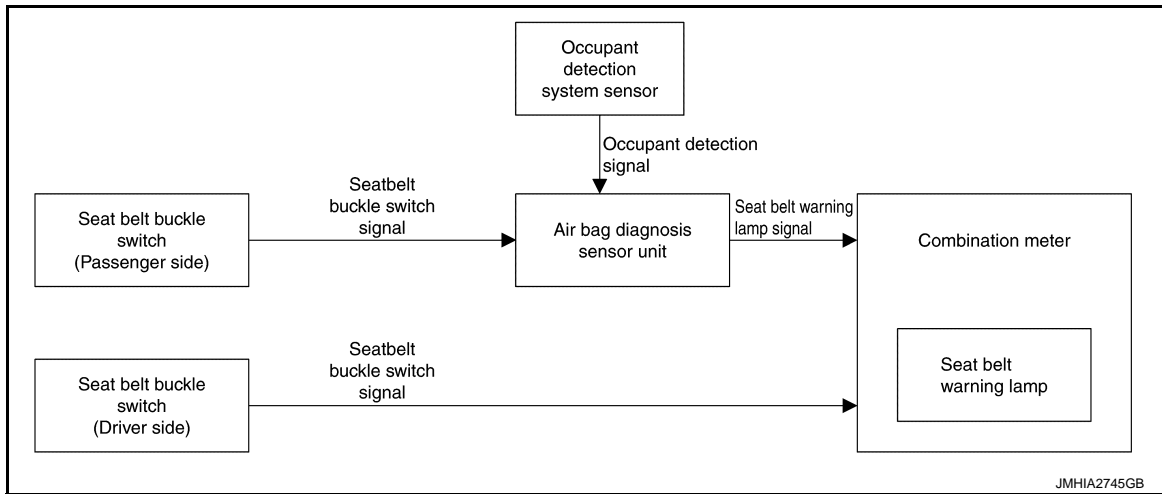 Occupant
detection
system sensor
Occupant detection
signal
Seatbelt
buckle switch
signal
Seat belt buckle
switch
(Passenger side)
Air bag diagnosis
sensor unit
Seat belt warning
lamp signal
Combination meter
Seatbelt
buckle switch
signal
Seat belt buckle
switch
(Driver side)
Seat belt
warning lamp
JMHIA2745GB